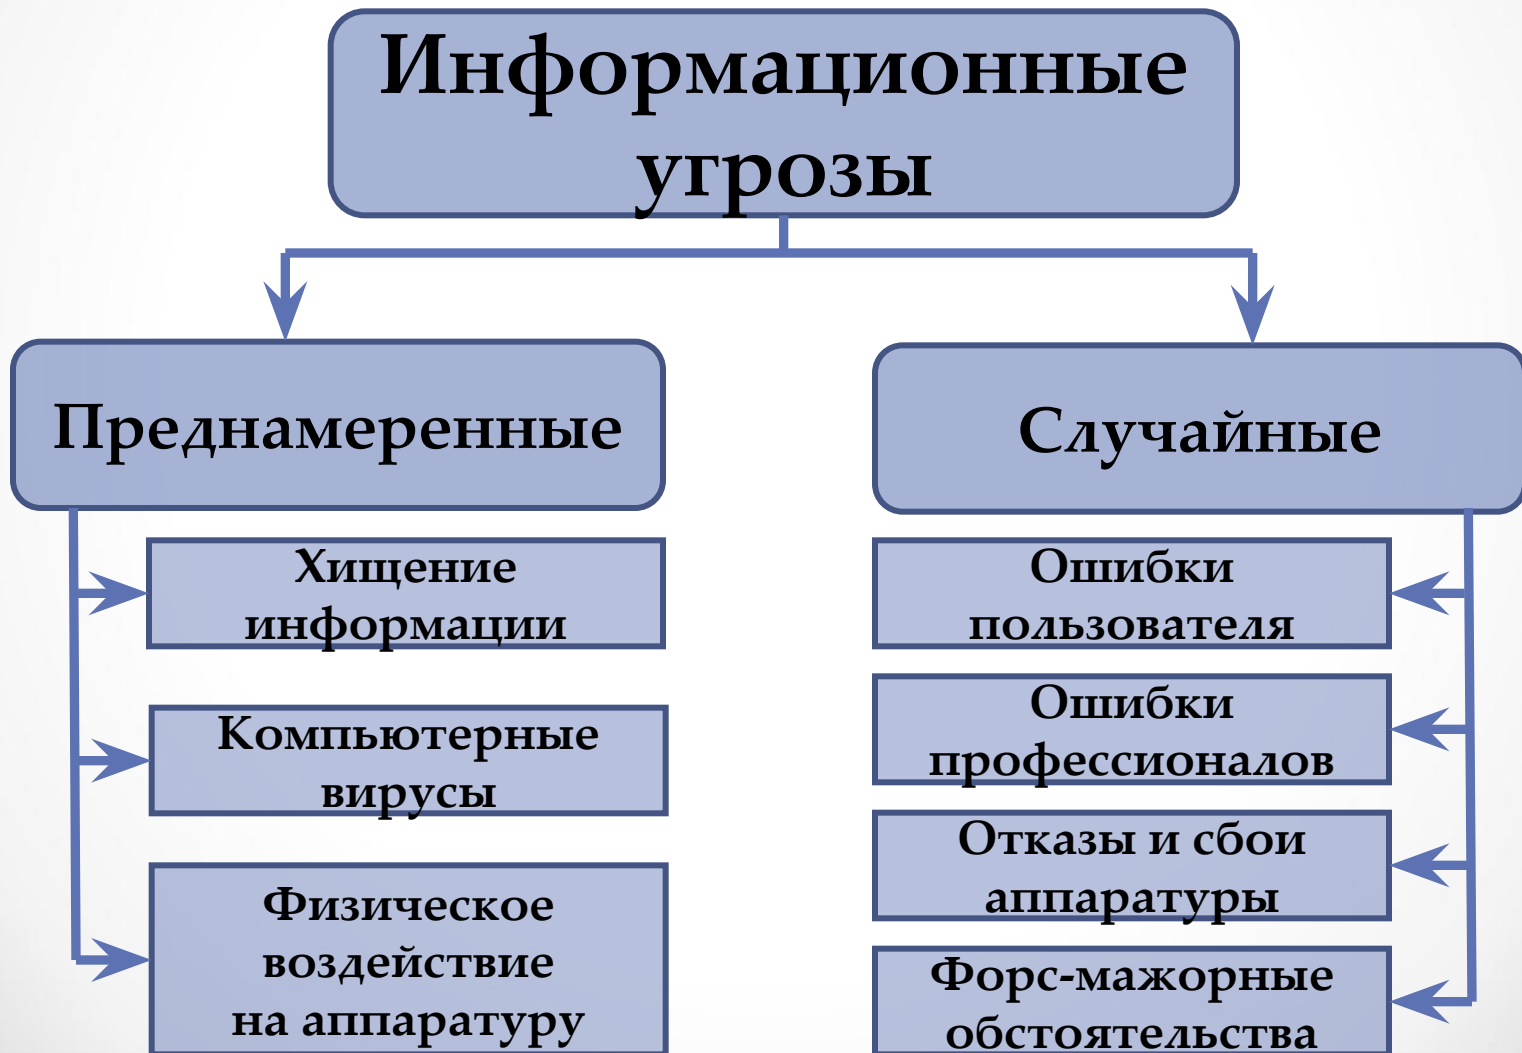 Информационные
угрозы
Преднамеренные
Случайные
Хищение
информации
Компьютерные
вирусы
Физическое
воздействие
на аппаратуру
Ошибки
пользователя
Ошибки
профессионалов
Отказы и сбои
аппаратуры
Форс-мажорные
обстоятельства